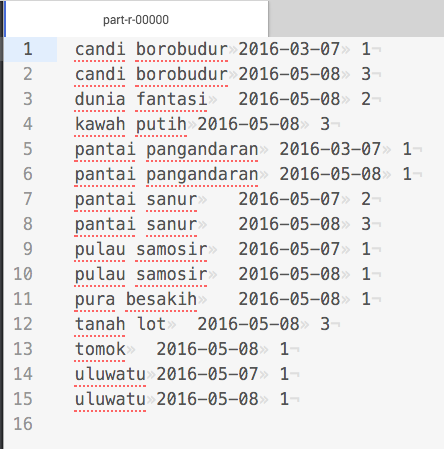 part-r-00000
1 candi borobudur» 2016-03-07» 1¬
2 candi borobudur» 2016-05-08» 3¬
3 dunia fantasi» 2016-05-08» 2¬
4 kawah putih» 2016-05-08» 3¬
5 pantai pangandaran» 2016-03-07» 1¬
6 pantai pangandaran» 2016-05-08» 1¬
7 pantai sanur» 2016-05-07» 2¬
8 pantai sanur» 2016-05-08» 3¬
9 pulau samosir» 2016-05-07» 1¬
10 pulau samosir» 2016-05-08» 1¬
11 pura besakih» 2016-05-08» 1¬
12 tanah lot» 2016-05-08» 3¬
13 tomok» 2016-05-08» 1¬
14 uluwatu» 2016-05-07» 1¬
15 uluwatu» 2016-05-08» 1¬
16